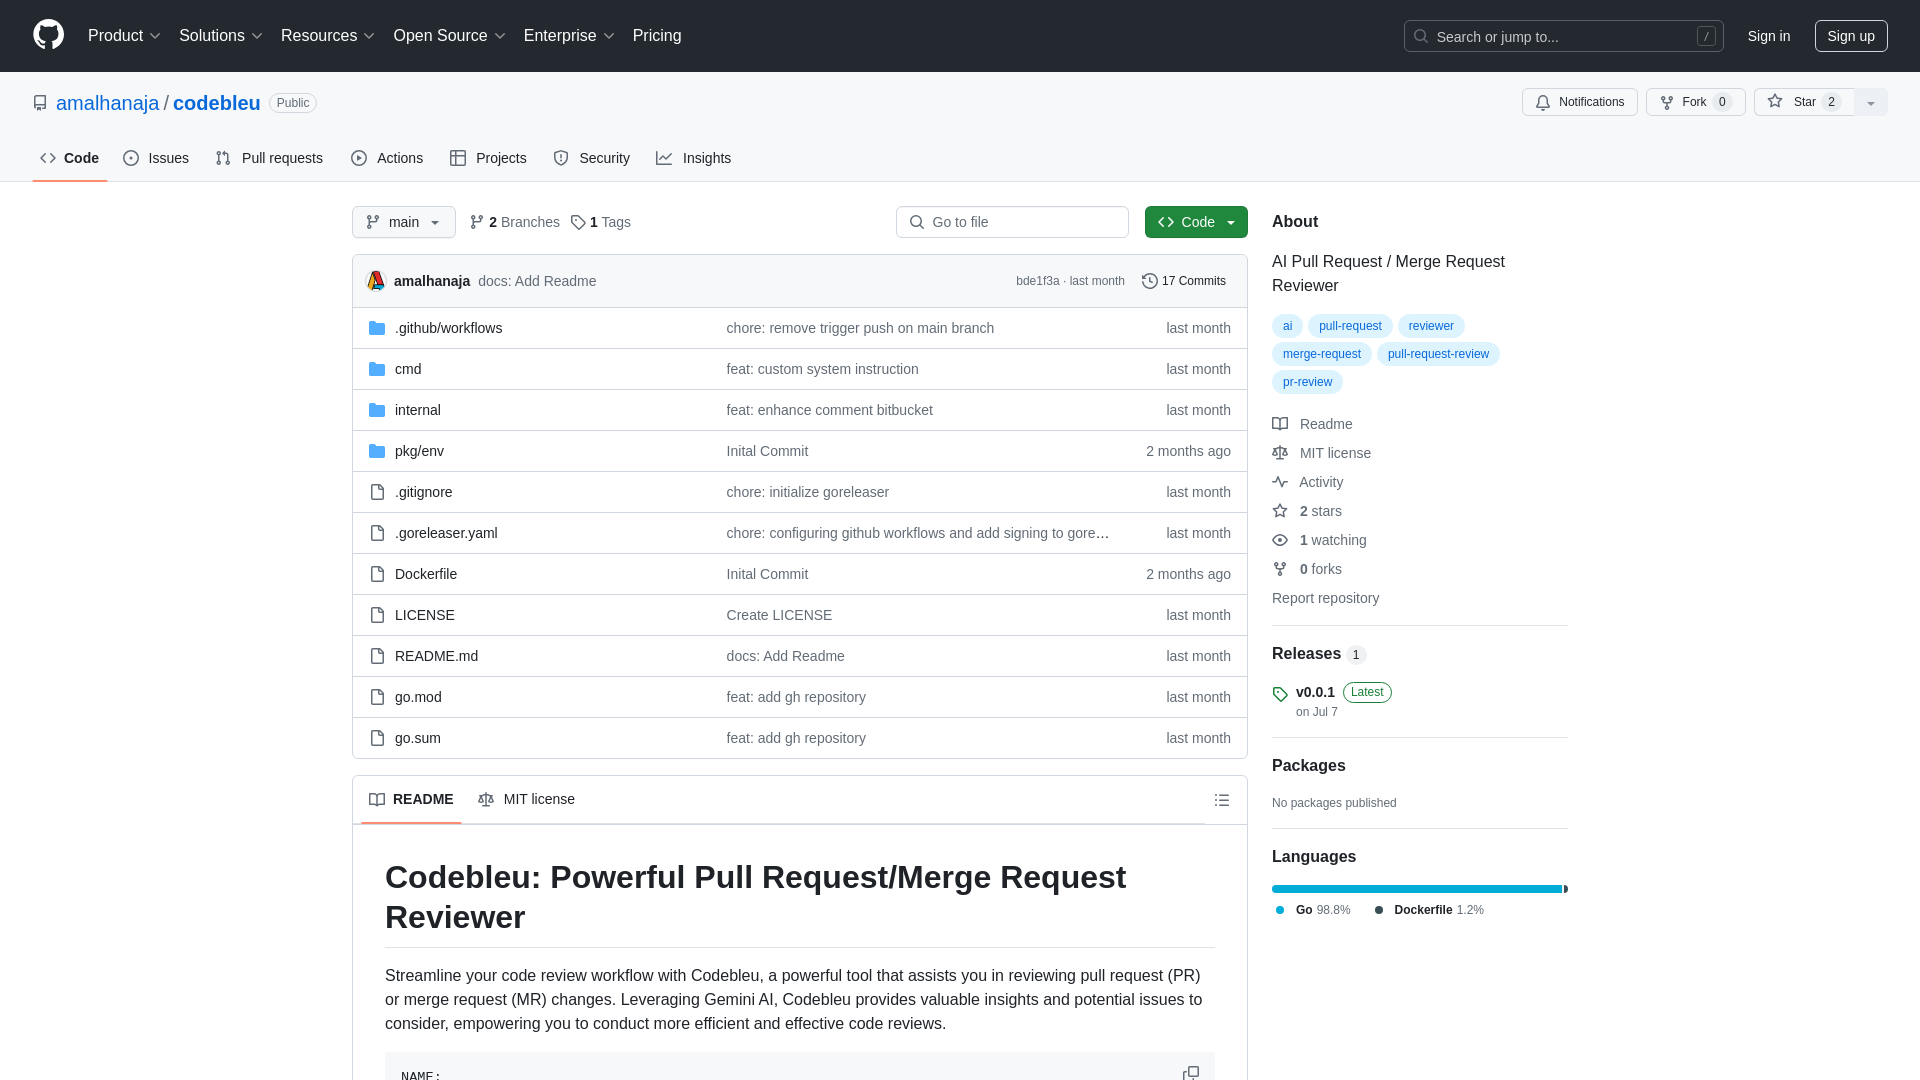 Product Solutions Resources Open Source Enterprise Pricing Search or jump to... / Sign in Sign up
amalhanaja / codebleu Public Notifications Fork 0 Star 2
Code Issues Pull requests Actions Projects Security Insights
main 2 Branches 1 Tags Go to file Code
amalhanaja docs: Add Readme bde1f3a · last month 17 Commits
.github/workflows chore: remove trigger push on main branch last month
cmd feat: custom system instruction last month
internal feat: enhance comment bitbucket last month
pkg/env Inital Commit 2 months ago
.gitignore chore: initialize goreleaser last month
.goreleaser.yaml chore: configuring github workflows and add signing to gore… last month
Dockerfile Inital Commit 2 months ago
LICENSE Create LICENSE last month
README.md docs: Add Readme last month
go.mod feat: add gh repository last month
go.sum feat: add gh repository last month
README MIT license
Codebleu: Powerful Pull Request/Merge Request
Reviewer
Streamline your code review workflow with Codebleu, a powerful tool that assists you in reviewing pull request (PR)
or merge request (MR) changes. Leveraging Gemini AI, Codebleu provides valuable insights and potential issues to
consider, empowering you to conduct more efficient and effective code reviews.
NAME:
About
AI Pull Request / Merge Request
Reviewer
ai pull-request reviewer
merge-request pull-request-review
pr-review
Readme
MIT license
Activity
2 stars
1 watching
0 forks
Report repository
Releases 1
v0.0.1 Latest
on Jul 7
Packages
No packages published
Languages
Go 98.8% Dockerfile 1.2%